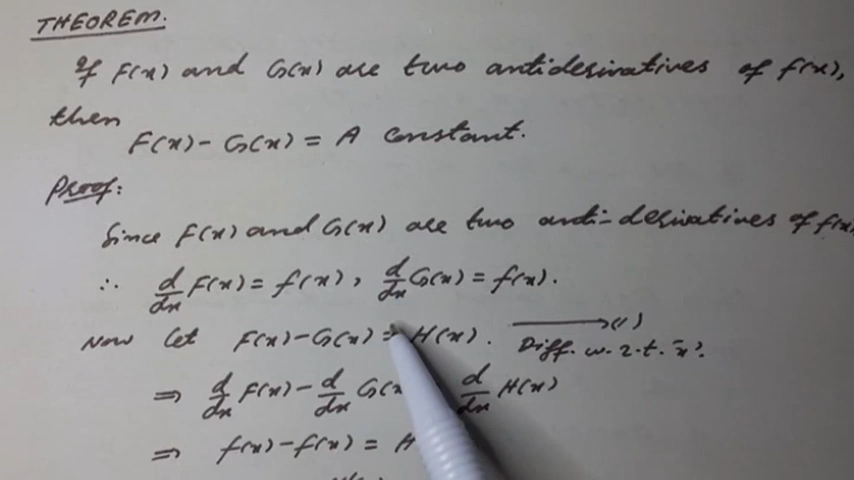 THEOREM.
If F(x) and G(x) are two antiderivatives of f(x),
then
F(x) - G(x) = A constant.
Proof:
Since F(x) and G(x) are two anti-derivatives of f(x)
∴ d/dx F(x) = f(x), d/dx G(x) = f(x).
Now let F(x) - G(x) = H(x). ⟶(1)
Diff. w.r.t. 'x'.
⇒ d/dx F(x) - d/dx G(x d/dx H(x)
⇒ f(x) - f(x) =